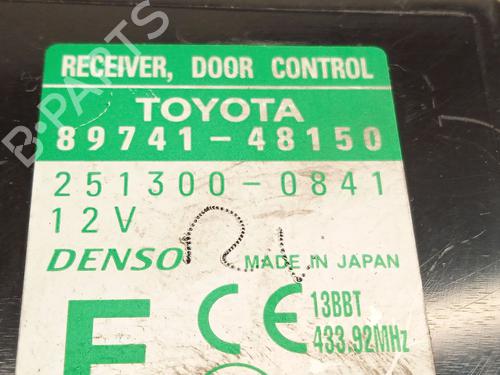 RECEIVER, DOOR CONTROL
TOYOTA
89741-48150
251300-0841
12V
DENSO MADE IN JAPAN
E CE 13BBT
433.92MHz
B-PARTS